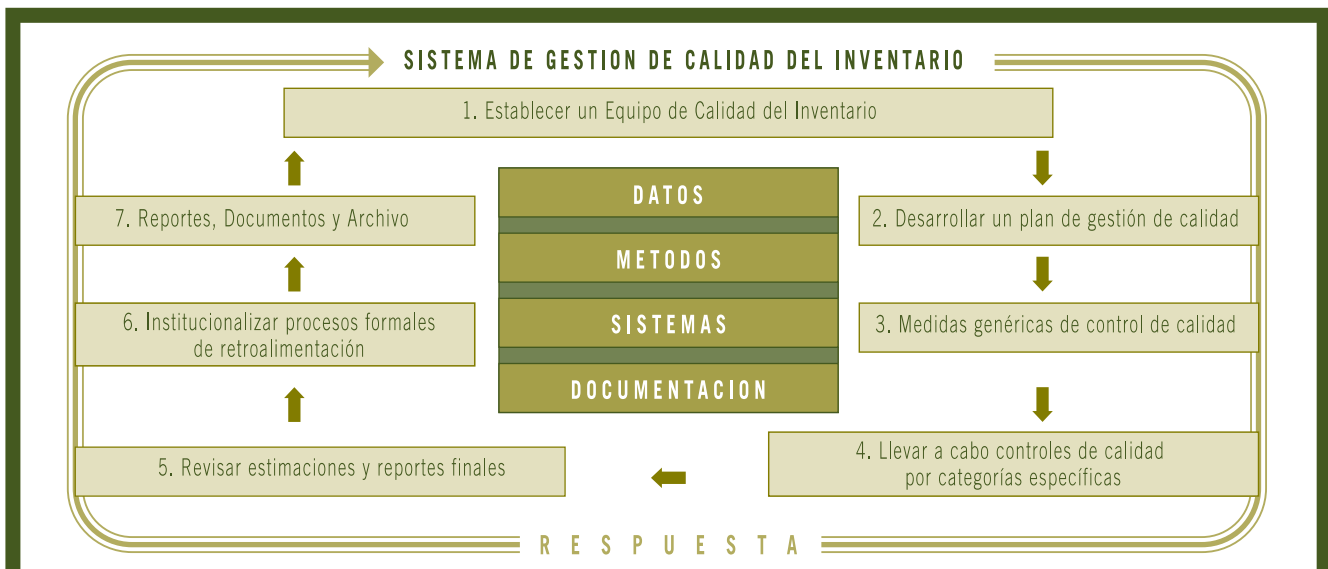 SISTEMA DE GESTION DE CALIDAD DEL INVENTARIO
1. Establecer un Equipo de Calidad del Inventario
2. Desarrollar un plan de gestión de calidad
3. Medidas genéricas de control de calidad
4. Llevar a cabo controles de calidad
por categorías específicas
5. Revisar estimaciones y reportes finales
6. Institucionalizar procesos formales
de retroalimentación
7. Reportes, Documentos y Archivo
DATOS
METODOS
SISTEMAS
DOCUMENTACION
RESPUESTA